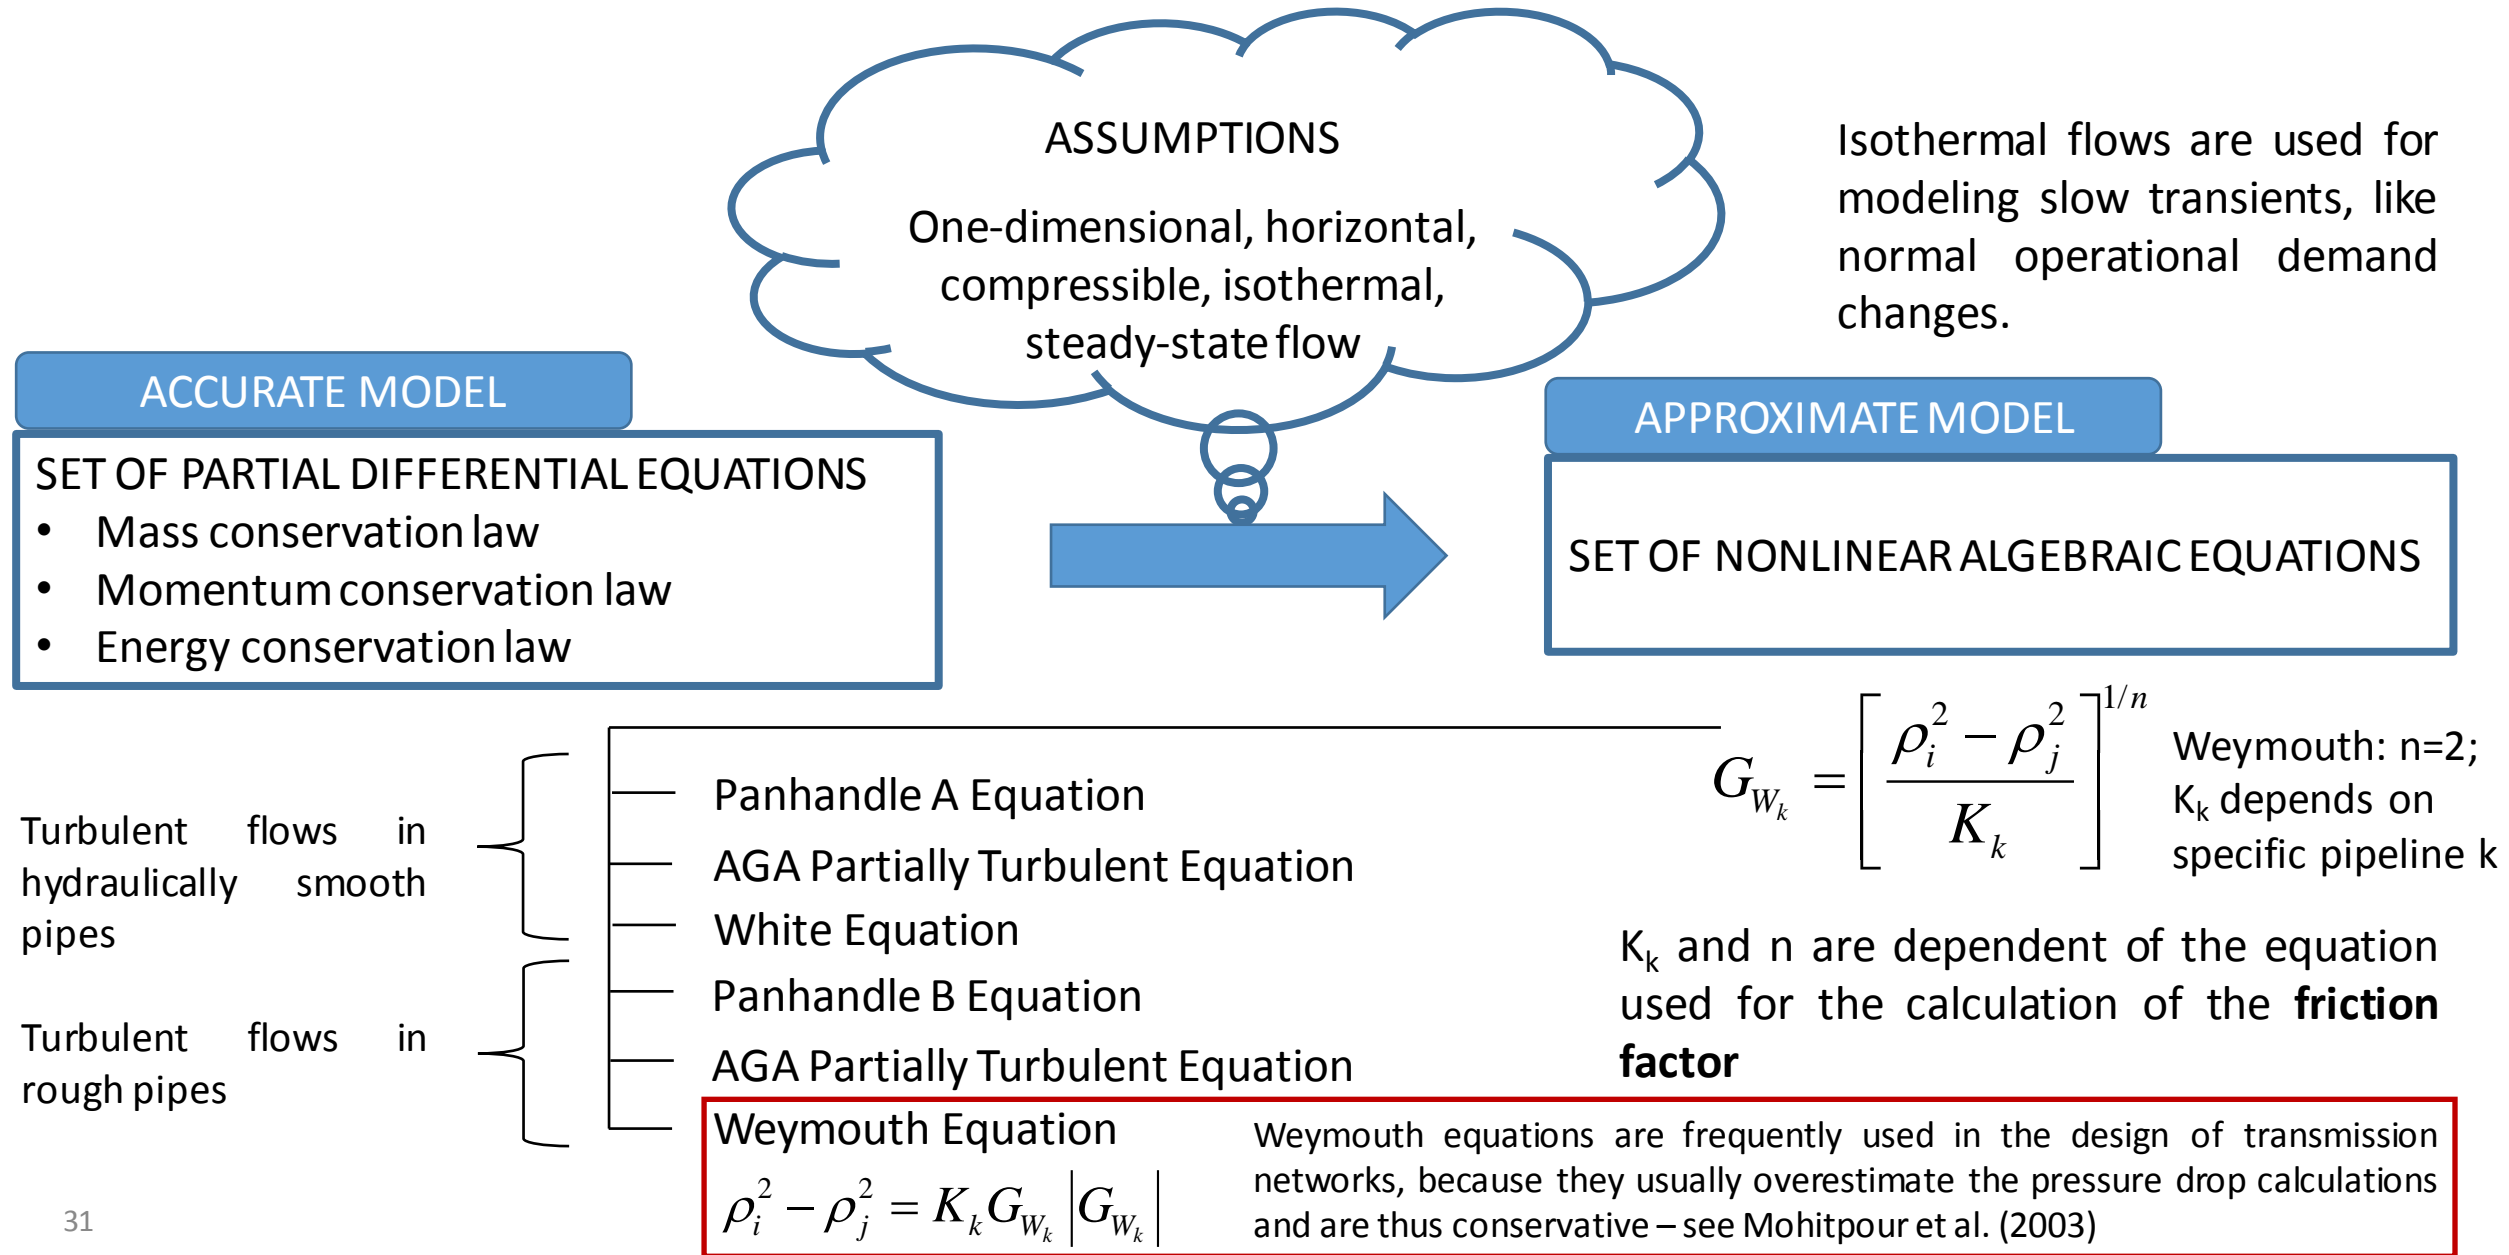 ASSUMPTIONS
One-dimensional, horizontal,
compressible, isothermal,
steady-state flow
Isothermal flows are used for
modeling slow transients, like
normal operational demand
changes.
ACCURATE MODEL
SET OF PARTIAL DIFFERENTIAL EQUATIONS
• Mass conservation law
• Momentum conservation law
• Energy conservation law
APPROXIMATE MODEL
SET OF NONLINEAR ALGEBRAIC EQUATIONS
G_{W_k} = [ (ρ_i^2 − ρ_j^2) / K_k ]^{1/n}
Weymouth: n=2;
K_k depends on
specific pipeline k
Turbulent flows in
hydraulically smooth
pipes
Panhandle A Equation
AGA Partially Turbulent Equation
White Equation
Turbulent flows in
rough pipes
Panhandle B Equation
AGA Partially Turbulent Equation
Weymouth Equation
ρ_i^2 − ρ_j^2 = K_k G_{W_k} |G_{W_k}|
K_k and n are dependent of the equation
used for the calculation of the friction
factor
Weymouth equations are frequently used in the design of transmission
networks, because they usually overestimate the pressure drop calculations
and are thus conservative – see Mohitpour et al. (2003)
31